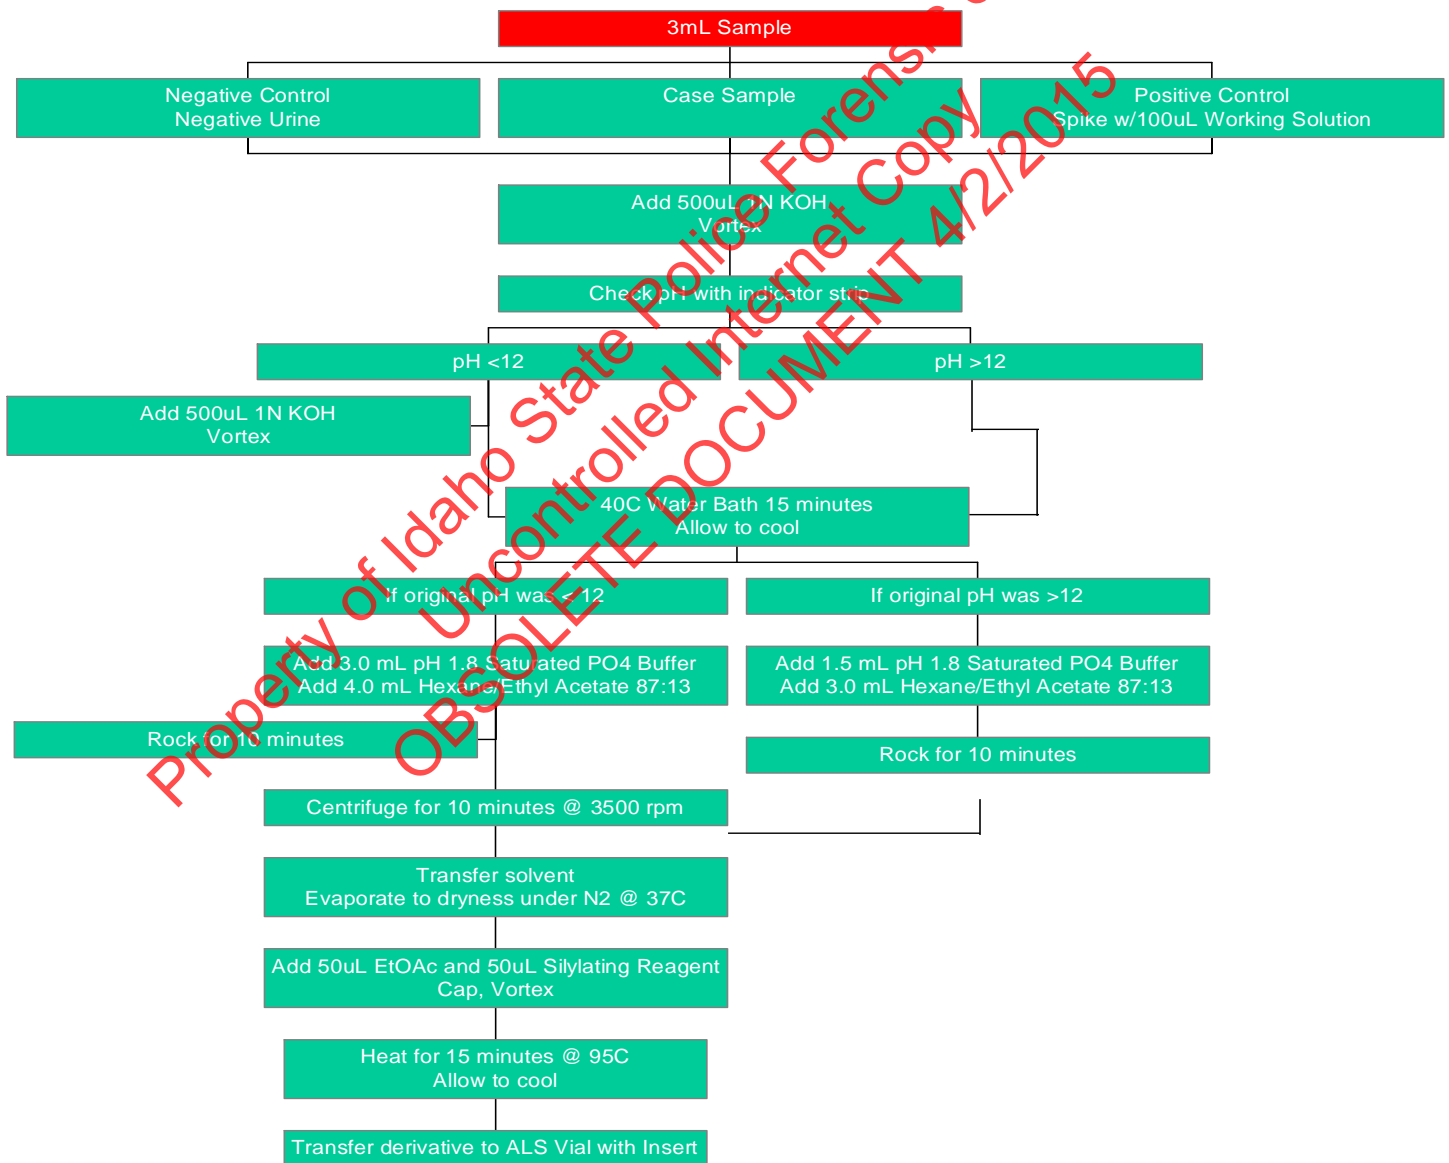 3mL Sample
Negative Control
Negative Urine
Case Sample
Positive Control
Spike w/100uL Working Solution
Add 500uL 1N KOH
Vortex
Check pH with indicator strip
pH <12
pH >12
Add 500uL 1N KOH
Vortex
40C Water Bath 15 minutes
Allow to cool
If original pH was < 12
If original pH was >12
Add 3.0 mL pH 1.8 Saturated PO4 Buffer
Add 4.0 mL Hexane/Ethyl Acetate 87:13
Add 1.5 mL pH 1.8 Saturated PO4 Buffer
Add 3.0 mL Hexane/Ethyl Acetate 87:13
Rock for 10 minutes
Rock for 10 minutes
Centrifuge for 10 minutes @ 3500 rpm
Transfer solvent
Evaporate to dryness under N2 @ 37C
Add 50uL EtOAc and 50uL Silylating Reagent
Cap, Vortex
Heat for 15 minutes @ 95C
Allow to cool
Transfer derivative to ALS Vial with Insert
Property of Idaho State Police
Uncontrolled Internet Copy
OBSOLETE DOCUMENT 4/2/2015